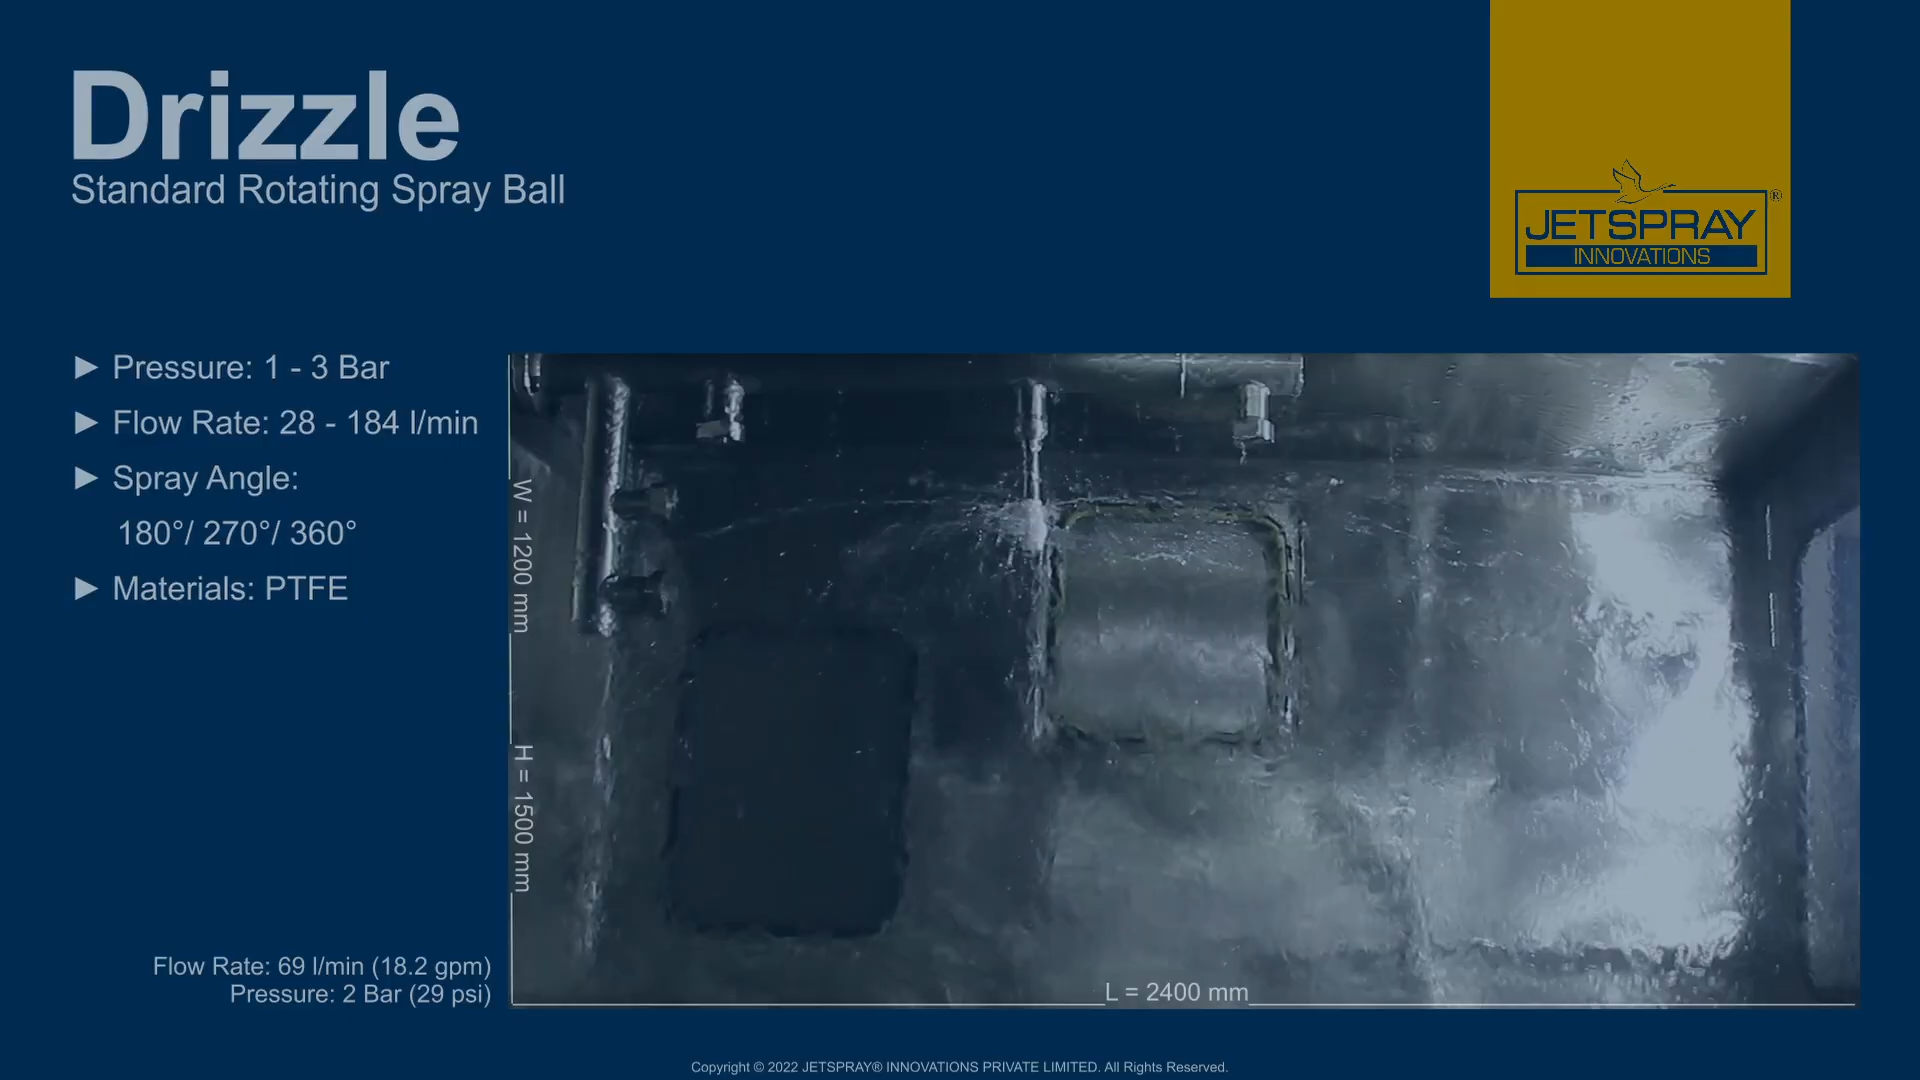 Drizzle
Standard Rotating Spray Ball
JETSPRAY
®
INNOVATIONS
► Pressure: 1 - 3 Bar
► Flow Rate: 28 - 184 l/min
► Spray Angle:
180°/ 270°/ 360°
► Materials: PTFE
W = 1200 mm
H = 1500 mm
L = 2400 mm
Flow Rate: 69 l/min (18.2 gpm)
Pressure: 2 Bar (29 psi)
Copyright © 2022 JETSPRAY® INNOVATIONS PRIVATE LIMITED. All Rights Reserved.